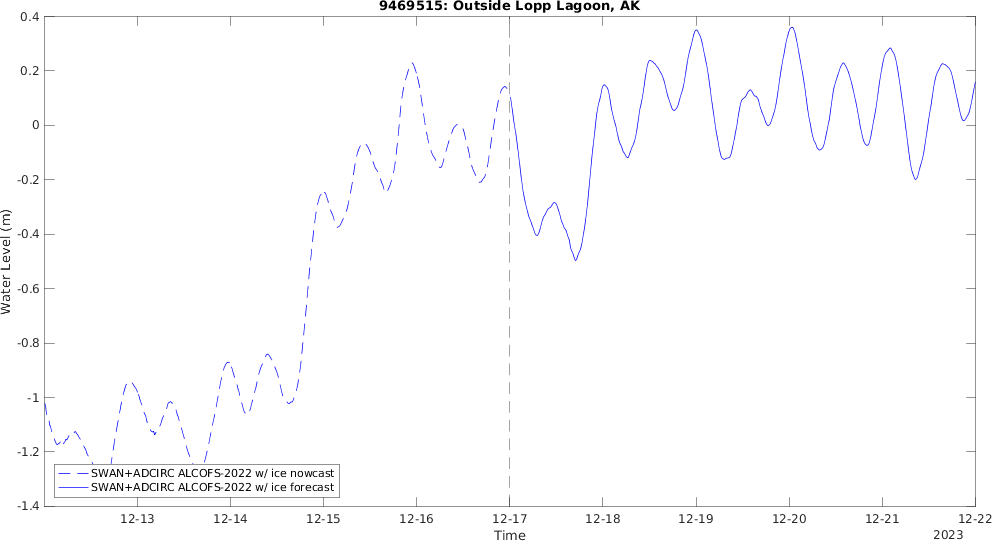 9469515: Outside Lopp Lagoon, AK
0.4
0.2
0
-0.2
-0.4
-0.6
-0.8
-1
-1.2
-1.4
Water Level (m)
SWAN+ADCIRC ALCOFS-2022 w/ ice nowcast
SWAN+ADCIRC ALCOFS-2022 w/ ice forecast
12-13 12-14 12-15 12-16 12-17 12-18 12-19 12-20 12-21 12-22
Time
2023